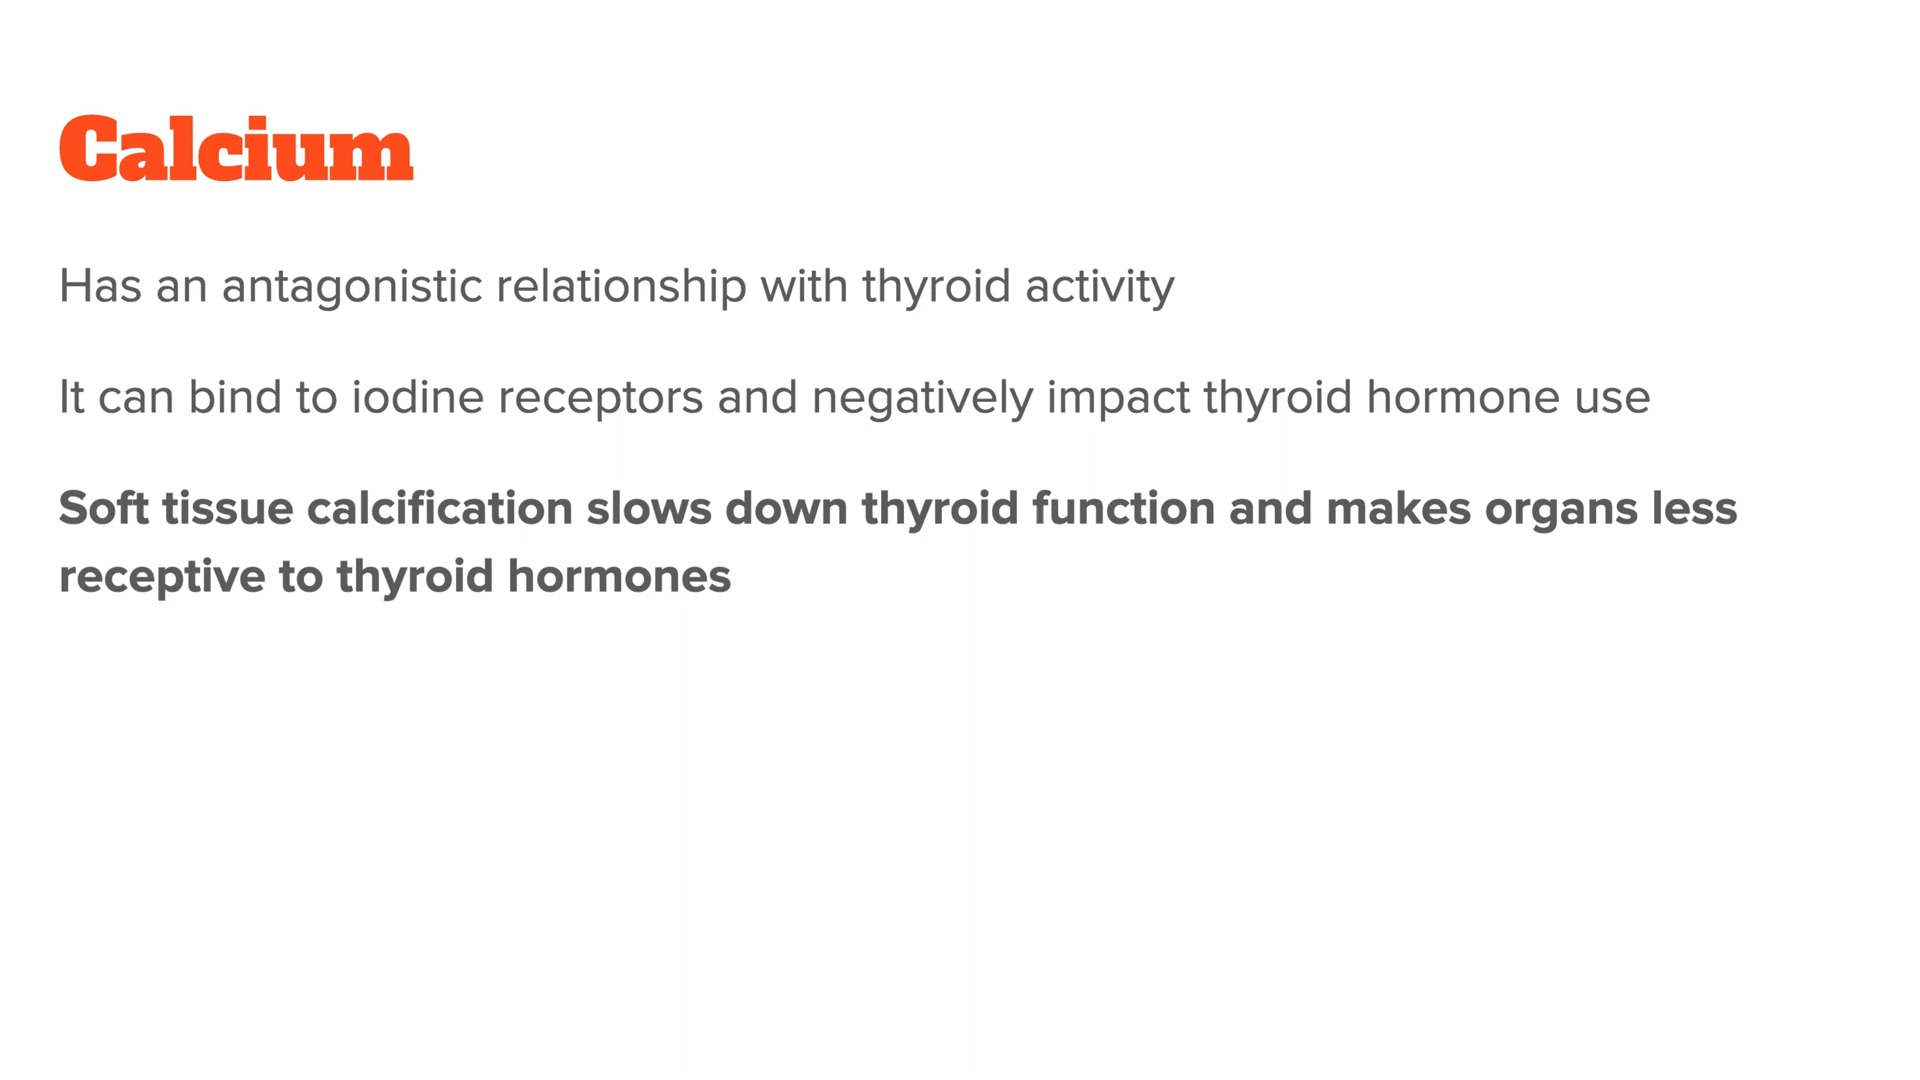 Calcium
Has an antagonistic relationship with thyroid activity
It can bind to iodine receptors and negatively impact thyroid hormone use
Soft tissue calcification slows down thyroid function and makes organs less
receptive to thyroid hormones